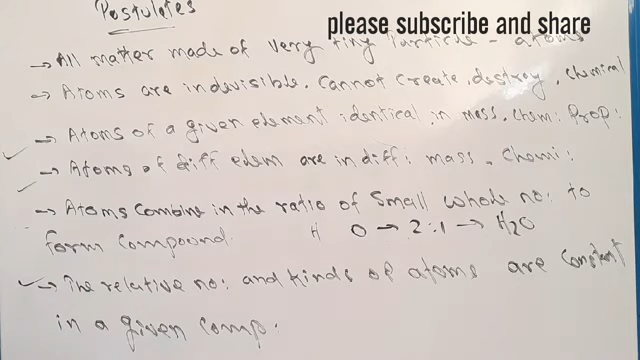 Postulates
please subscribe and share
→ All matter made of very tiny Particle - atoms
→ Atoms are indevisible. Cannot create, destroy, chemical
→ Atoms of a given element identical in mass, chem: Prop:
→ Atoms of diff elem are in diff: mass, Chemi:
→ Atoms Combine in the ratio of Small whole no: to
form compound. H O → 2:1 → H2O
→ The relative no: and kinds of atoms are constant
in a given comp.